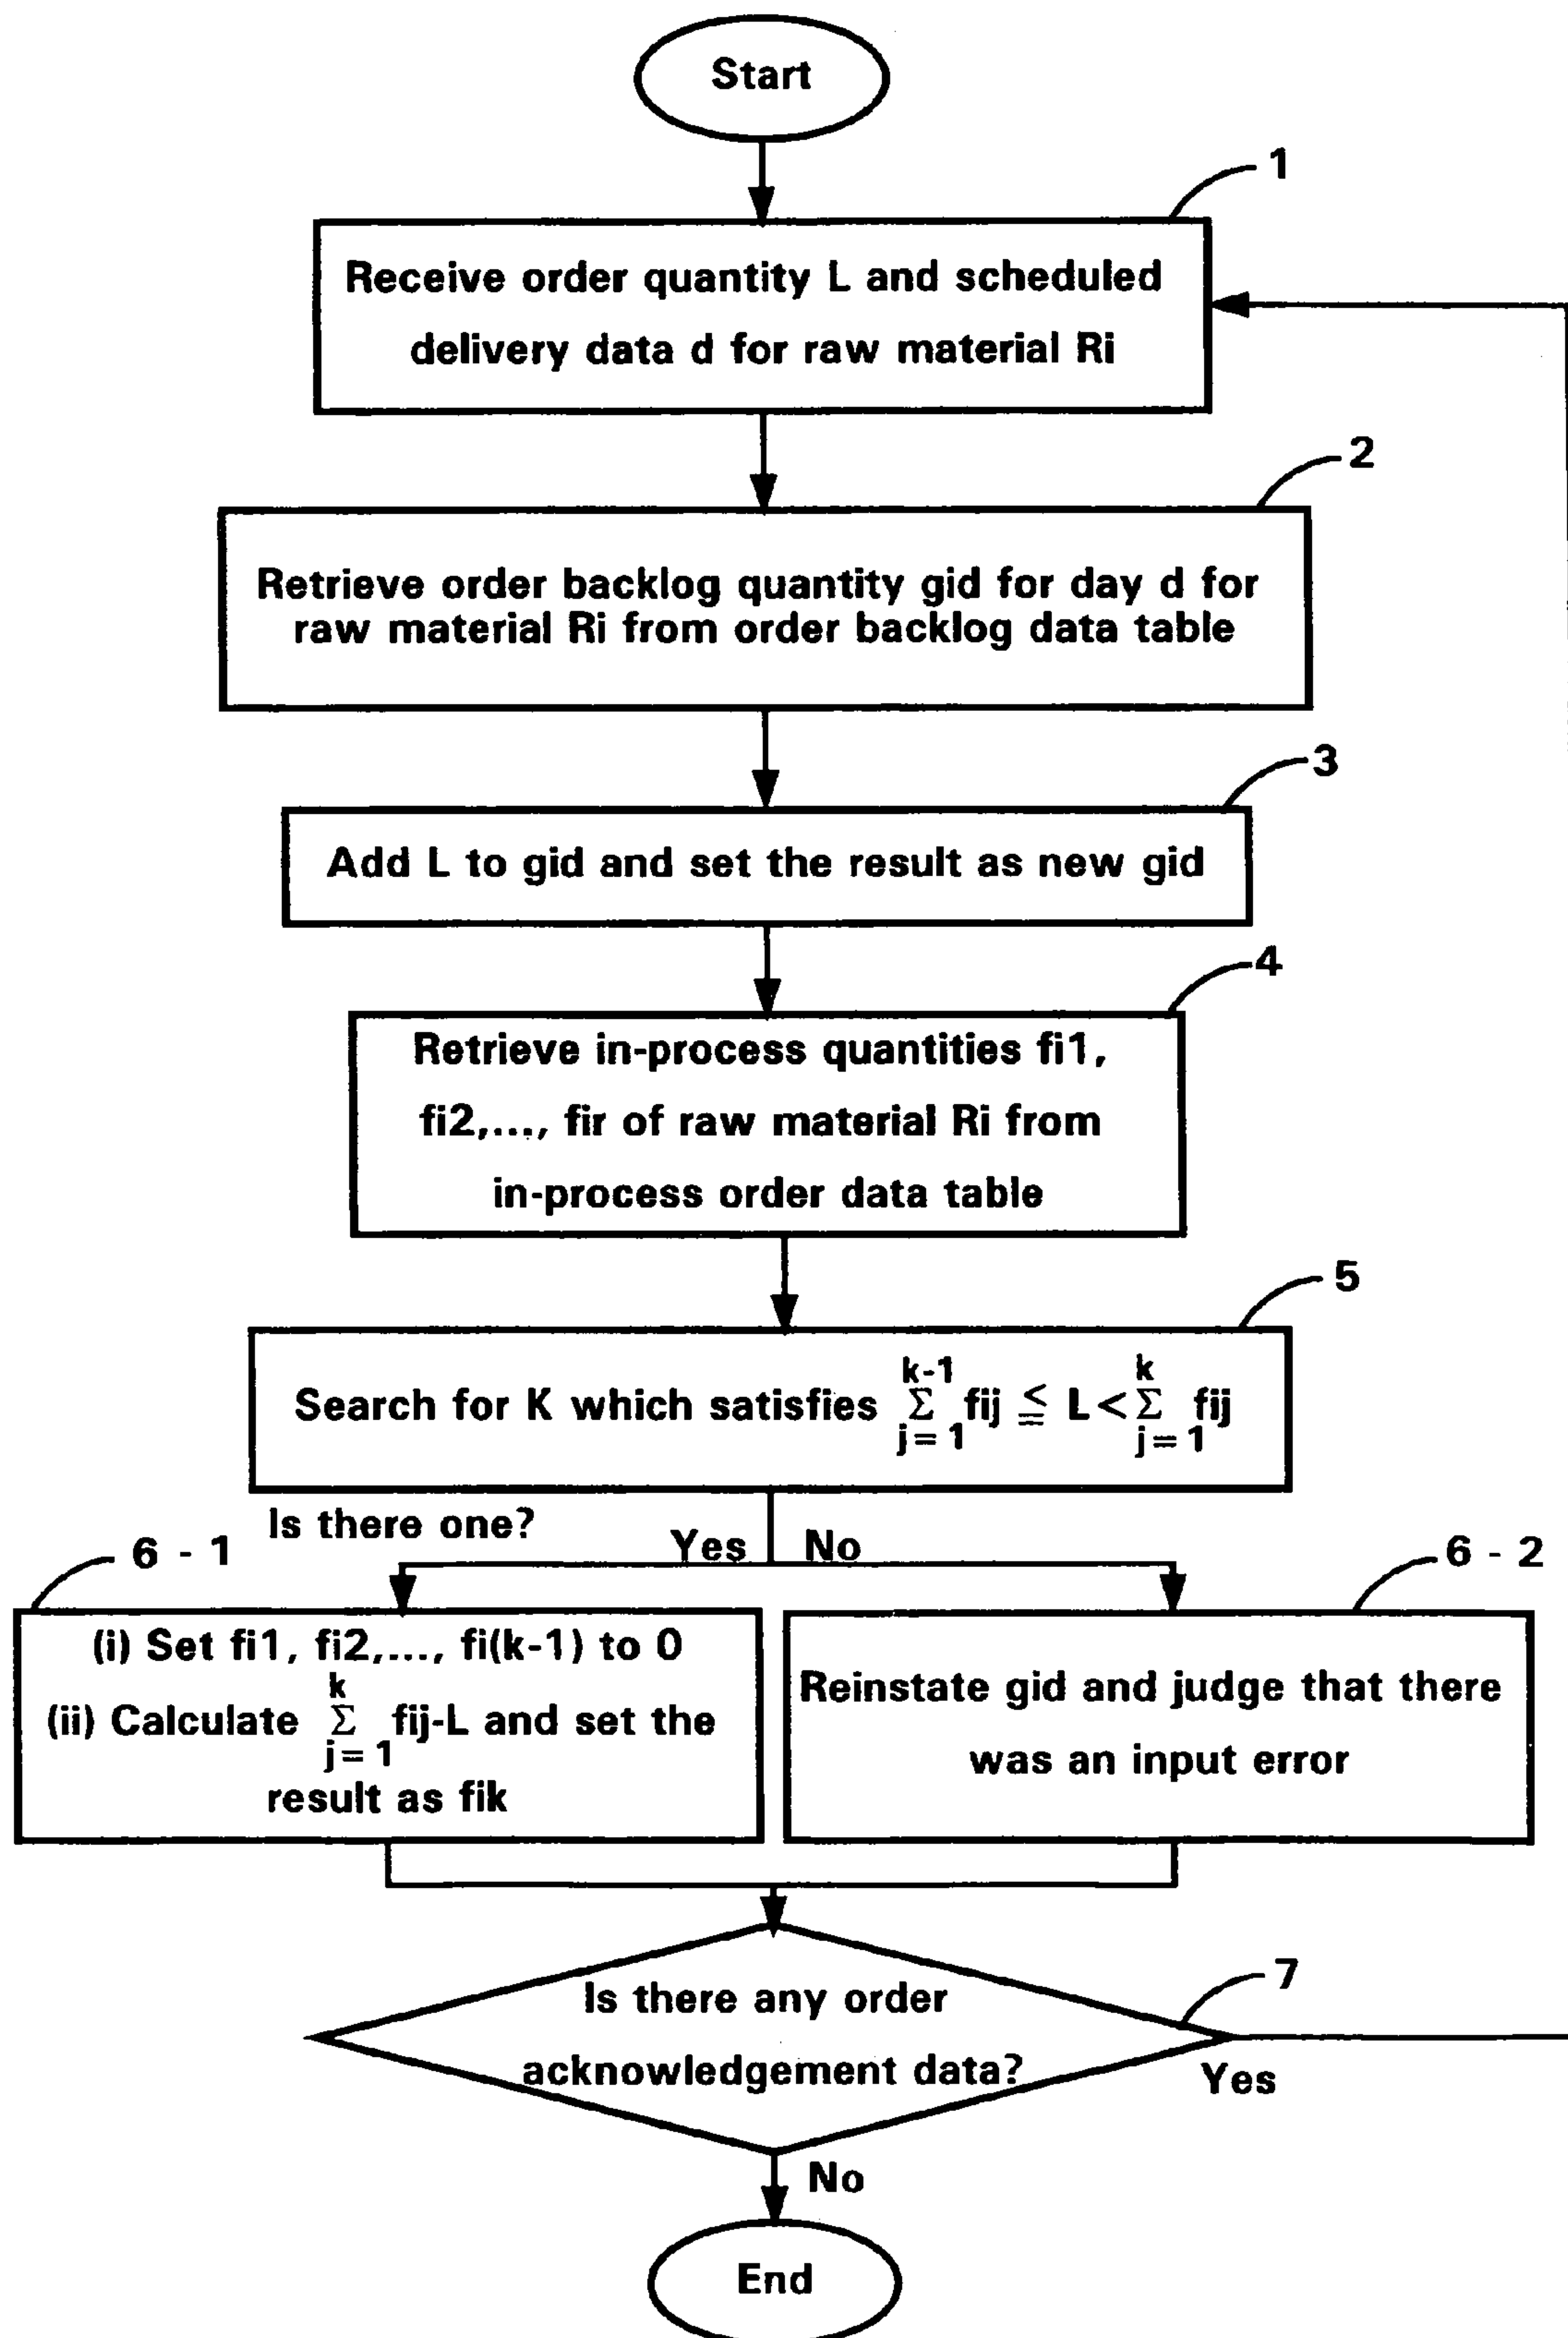 Start
1
Receive order quantity L and scheduled
delivery data d for raw material Ri
2
Retrieve order backlog quantity gid for day d for
raw material Ri from order backlog data table
3
Add L to gid and set the result as new gid
4
Retrieve in-process quantities fi1,
fi2,..., fir of raw material Ri from
in-process order data table
5
k-1 k
Search for K which satisfies Σ fij ≦ L < Σ fij
j=1 j=1
Is there one?
Yes No
6 - 1
6 - 2
(i) Set fi1, fi2,..., fi(k-1) to 0
k
(ii) Calculate Σ fij-L and set the
j=1
result as fik
Reinstate gid and judge that there
was an input error
7
Is there any order
acknowledgement data?
Yes
No
End